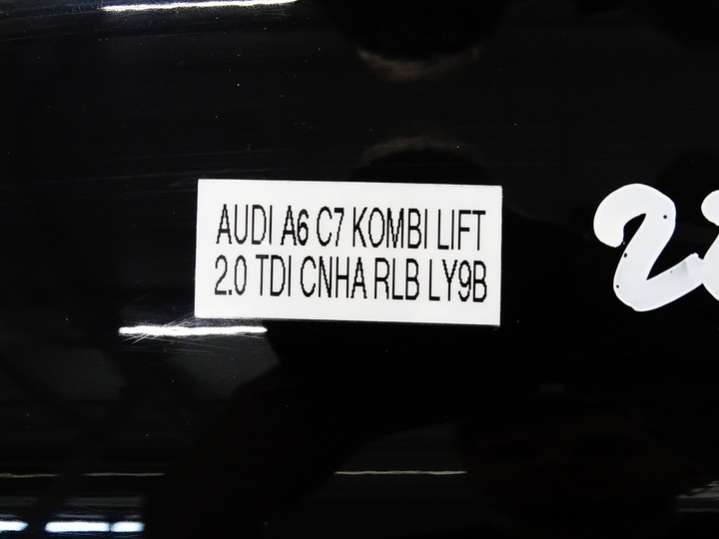 AUDI A6 C7 KOMBI LIFT
2.0 TDI CNHA RLB LY9B